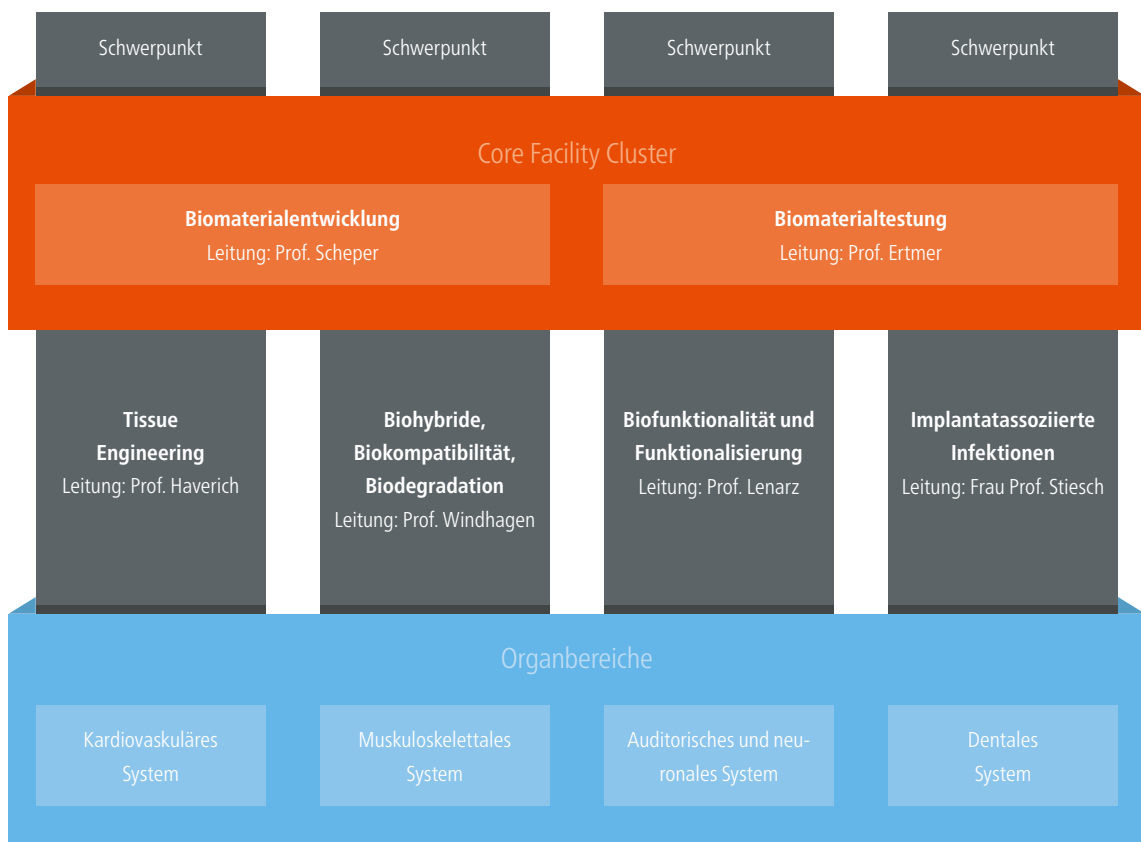 Schwerpunkt
Schwerpunkt
Schwerpunkt
Schwerpunkt
Core Facility Cluster
Biomaterialentwicklung
Leitung: Prof. Scheper
Biomaterialtestung
Leitung: Prof. Ertmer
Tissue
Engineering
Leitung: Prof. Haverich
Biohybride,
Biokompatibilität,
Biodegradation
Leitung: Prof. Windhagen
Biofunktionalität und
Funktionalisierung
Leitung: Prof. Lenarz
Implantatassoziierte
Infektionen
Leitung: Frau Prof. Stiesch
Organbereiche
Kardiovaskuläres
System
Muskuloskelettales
System
Auditorisches und neu-
ronales System
Dentales
System